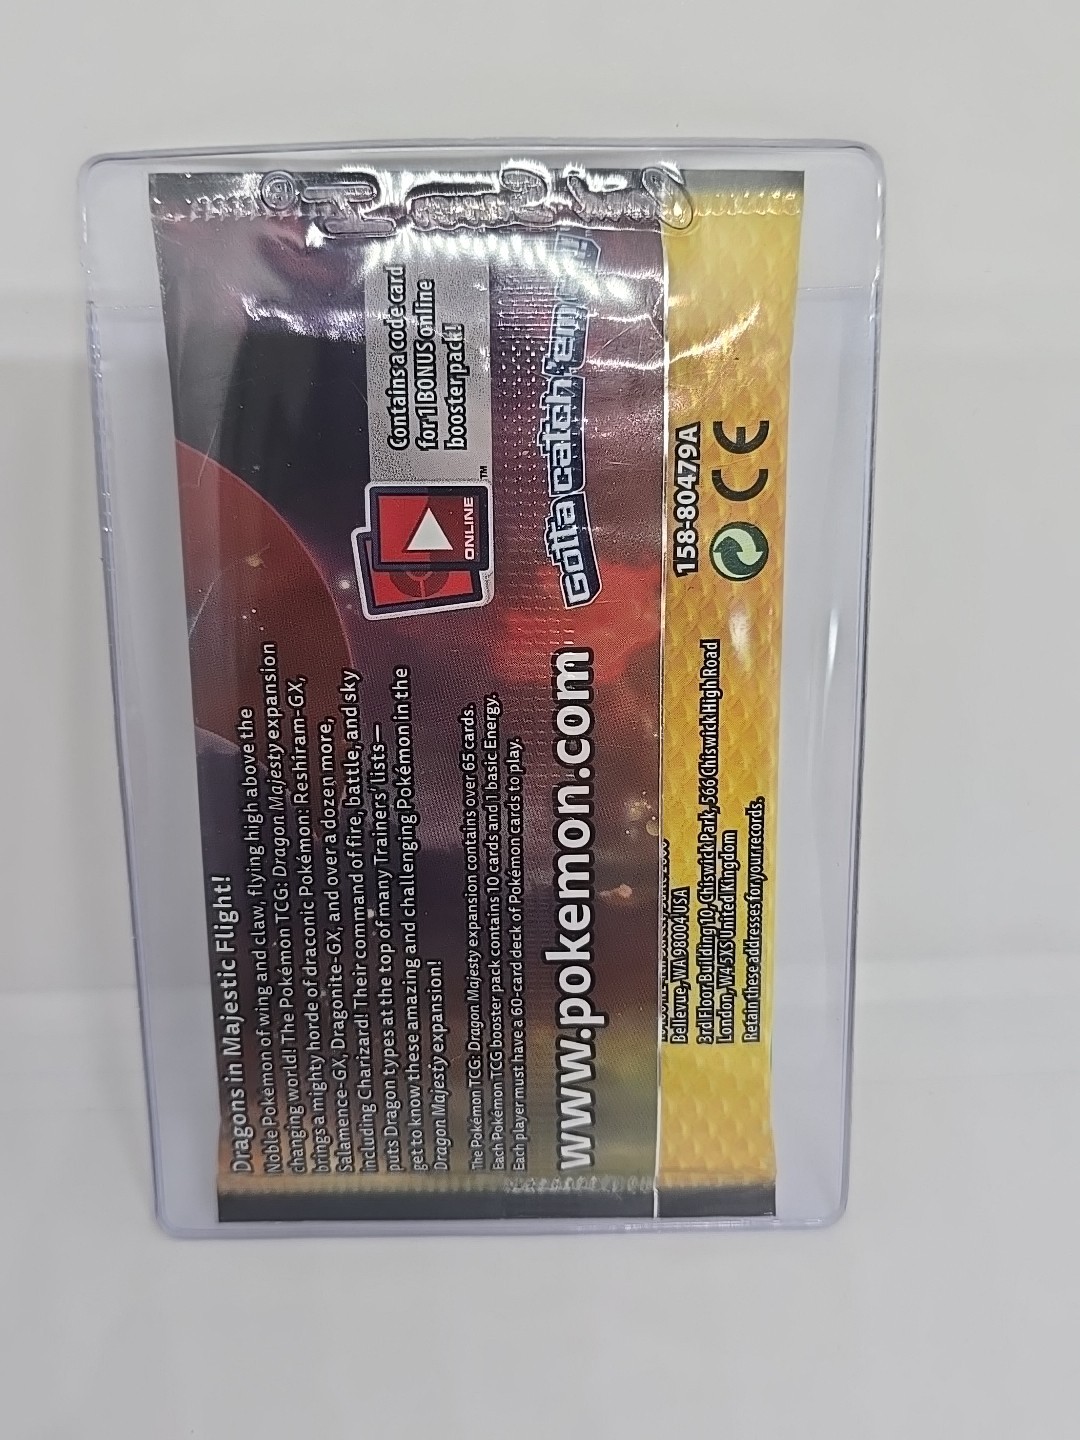 Dragons in Majestic Flight!
Noble Pokémon of wing and claw, flying high above the
changing world! The Pokémon TCG: Dragon Majesty expansion
brings a mighty horde of draconic Pokémon: Reshiram-GX,
Salamence-GX, Dragonite-GX, and over a dozen more,
including Charizard! Their command of fire, battle, and sky
puts Dragon types at the top of many Trainers' lists—
get to know these amazing and challenging Pokémon in the
Dragon Majesty expansion!
The Pokémon TCG: Dragon Majesty expansion contains over 65 cards.
Each Pokémon TCG booster pack contains 10 cards and 1 basic Energy.
Each player must have a 60-card deck of Pokémon cards to play.
ONLINE
TM
Contains a code card
for 1 BONUS online
booster pack!
www.pokemon.com
Gotta catch 'em
Bellevue, WA 98004 USA
3rd Floor Building 10, Chiswick Park, 566 Chiswick High Road
London, W4 5XS United Kingdom
Retain these addresses for your records.
158-80479A
CE